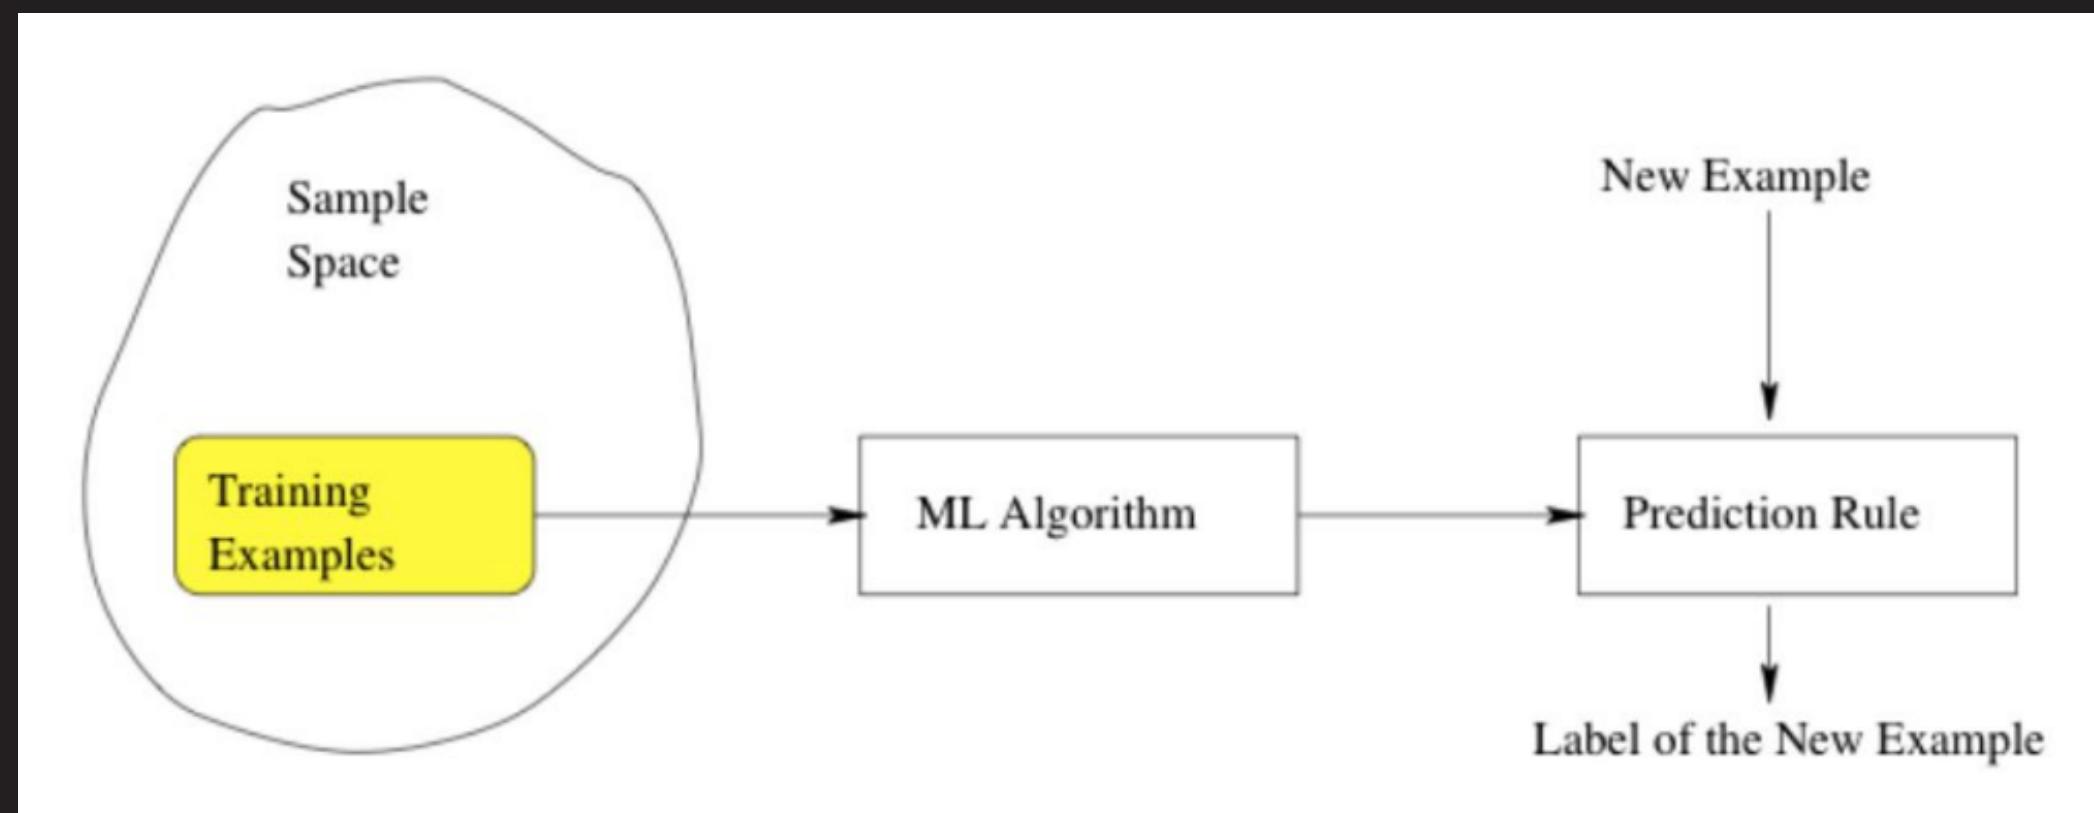 Sample
Space
Training
Examples
ML Algorithm
New Example
Prediction Rule
Label of the New Example